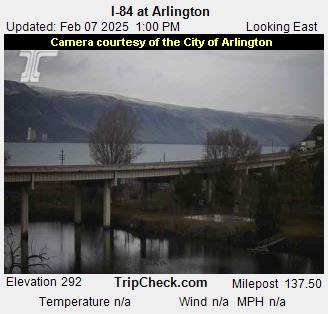 I-84 at Arlington
Updated: Feb 07 2025 1:00 PM Looking East
Camera courtesy of the City of Arlington
Elevation 292 TripCheck.com Milepost 137.50
Temperature n/a Wind n/a MPH n/a